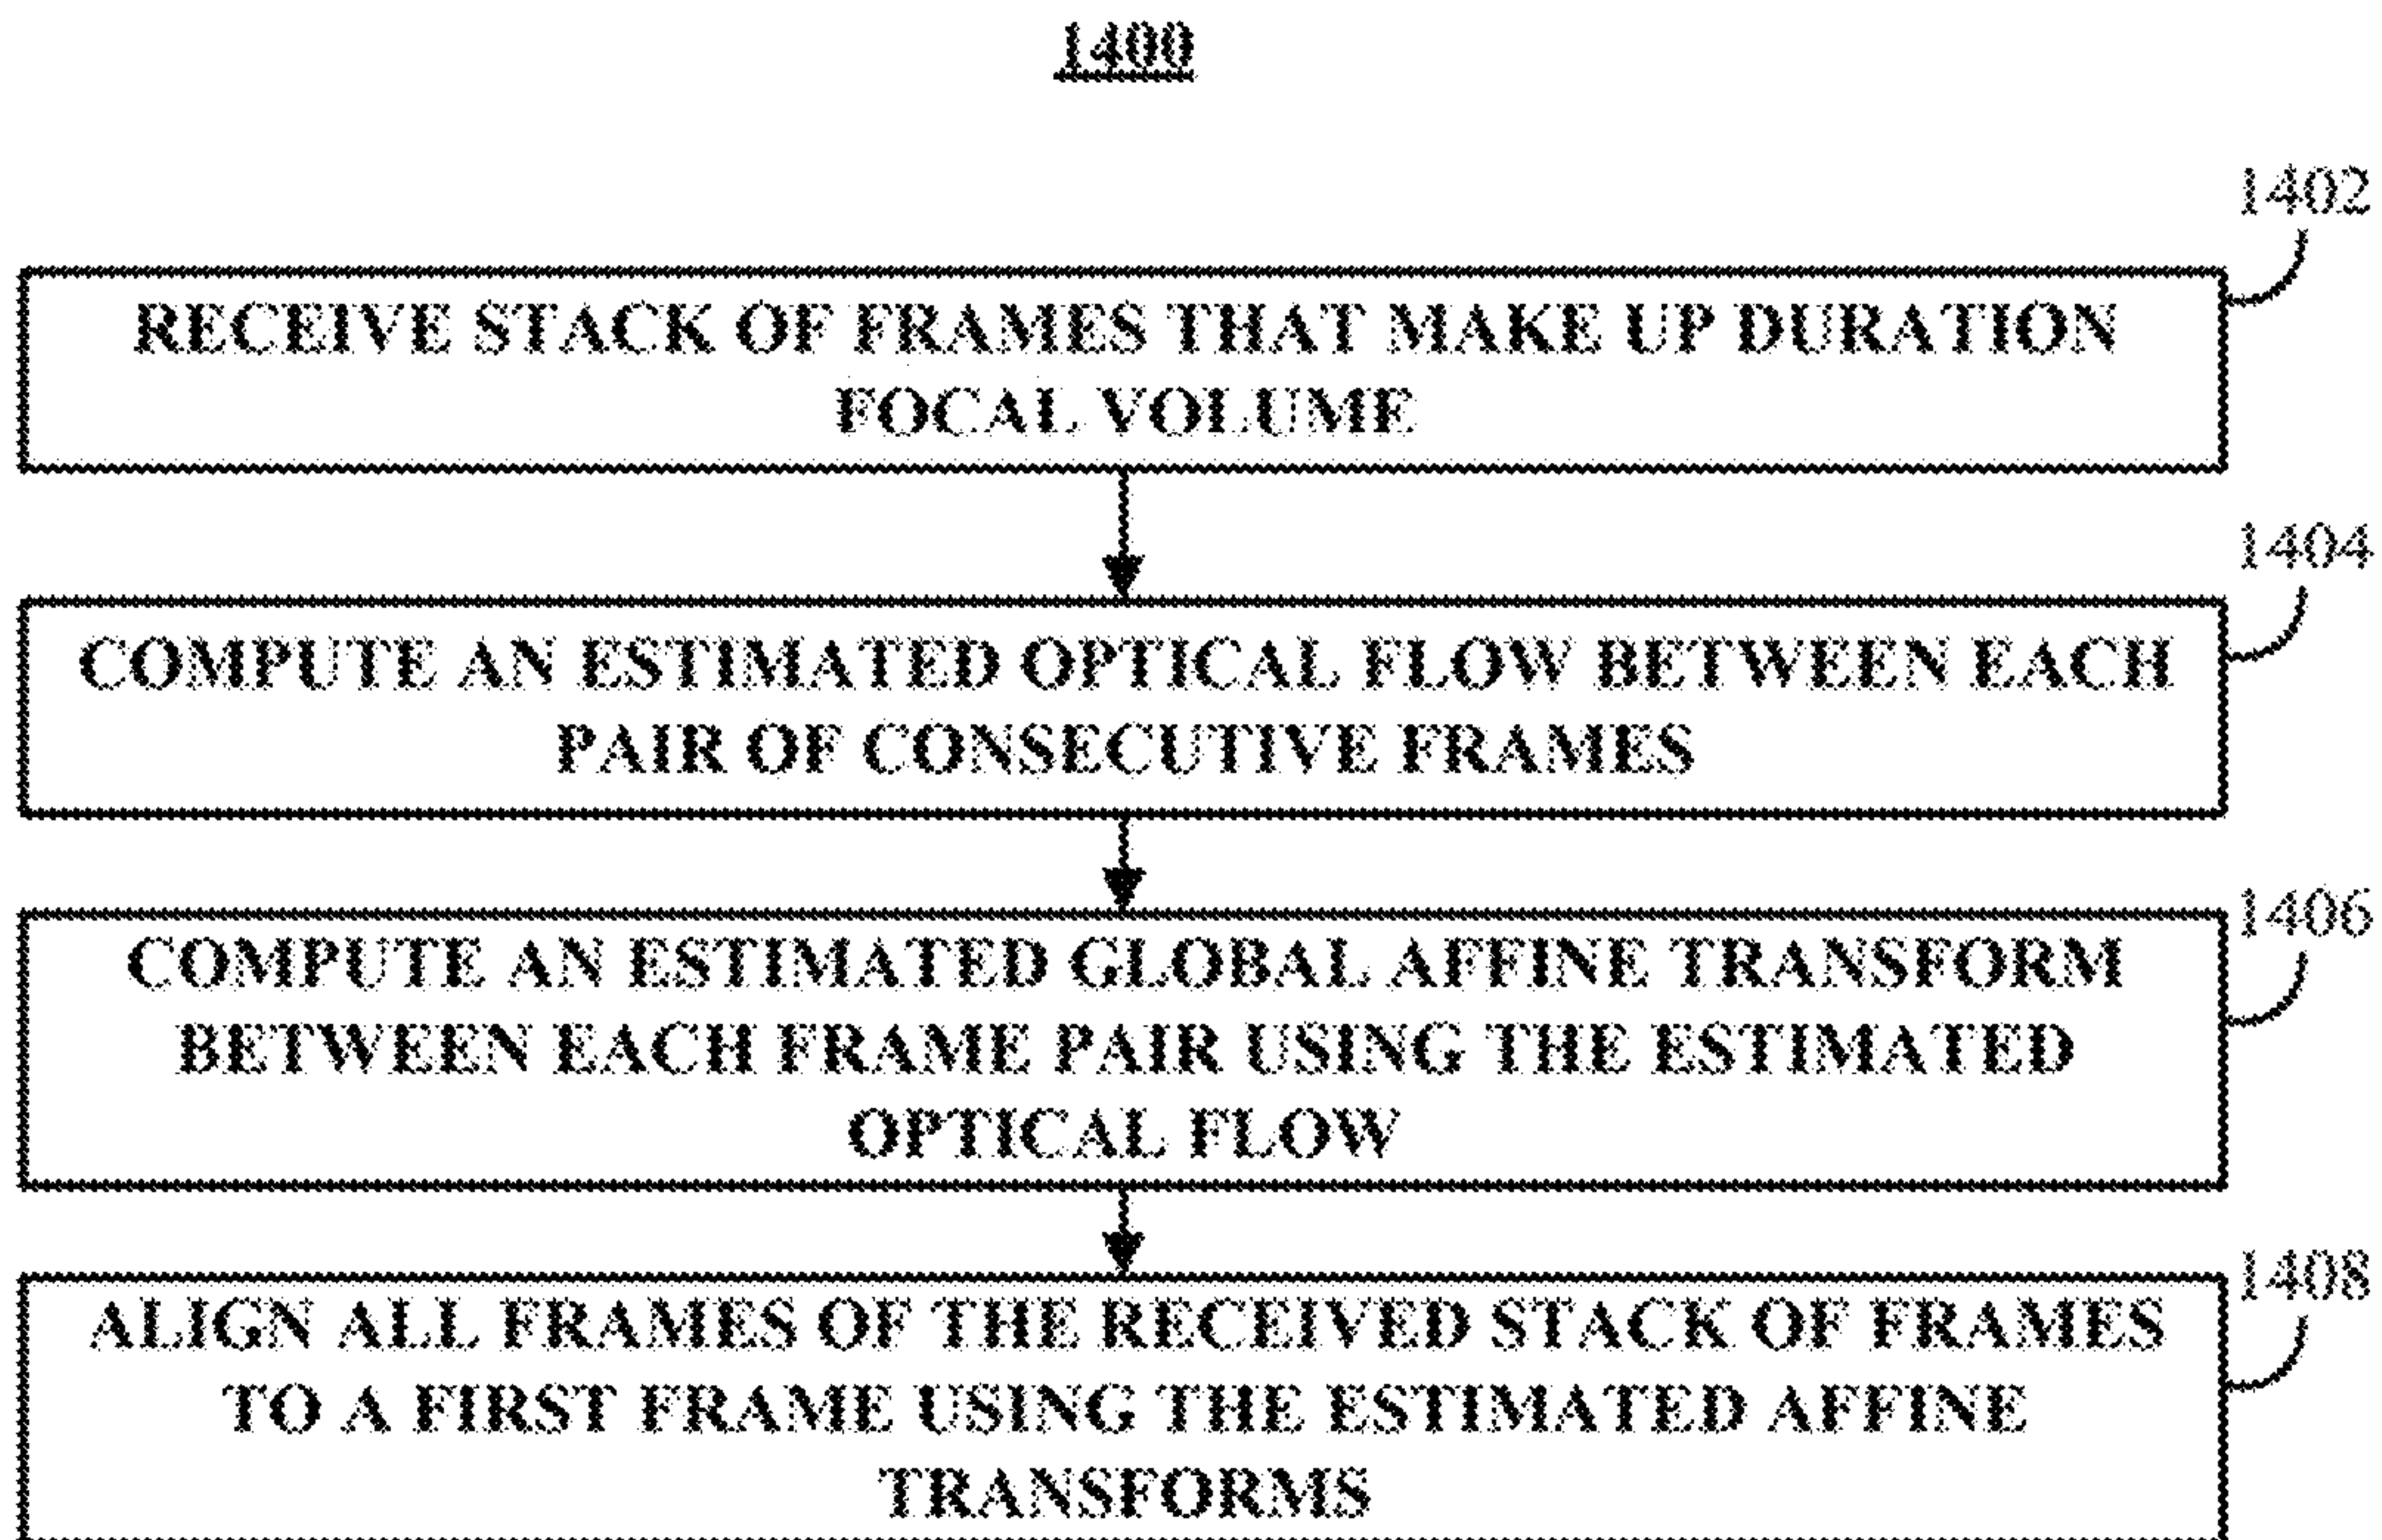 1400
1402
RECEIVE STACK OF FRAMES THAT MAKE UP DURATION
FOCAL VOLUME
1404
COMPUTE AN ESTIMATED OPTICAL FLOW BETWEEN EACH
PAIR OF CONSECUTIVE FRAMES
1406
COMPUTE AN ESTIMATED GLOBAL AFFINE TRANSFORM
BETWEEN EACH FRAME PAIR USING THE ESTIMATED
OPTICAL FLOW
1408
ALIGN ALL FRAMES OF THE RECEIVED STACK OF FRAMES
TO A FIRST FRAME USING THE ESTIMATED AFFINE
TRANSFORMS